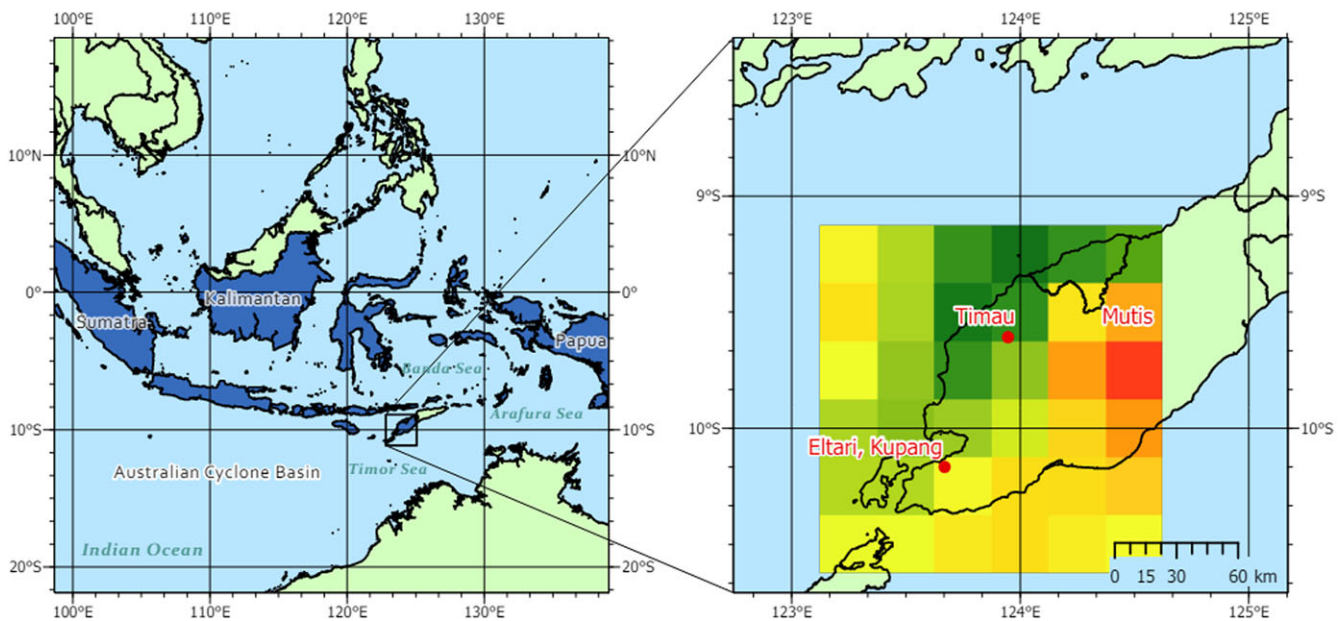 100°E 110°E 120°E 130°E
123°E 124°E 125°E
10°N 10°N
9°S 9°S
0° 0°
Kalimantan
Sumatra
Papua
Timau Mutis
Banda Sea
Arafura Sea
10°S 10°S
10°S 10°S
Eltari, Kupang
Australian Cyclone Basin
Timor Sea
Indian Ocean
0 15 30 60 km
20°S 20°S
100°E 110°E 120°E 130°E
123°E 124°E 125°E